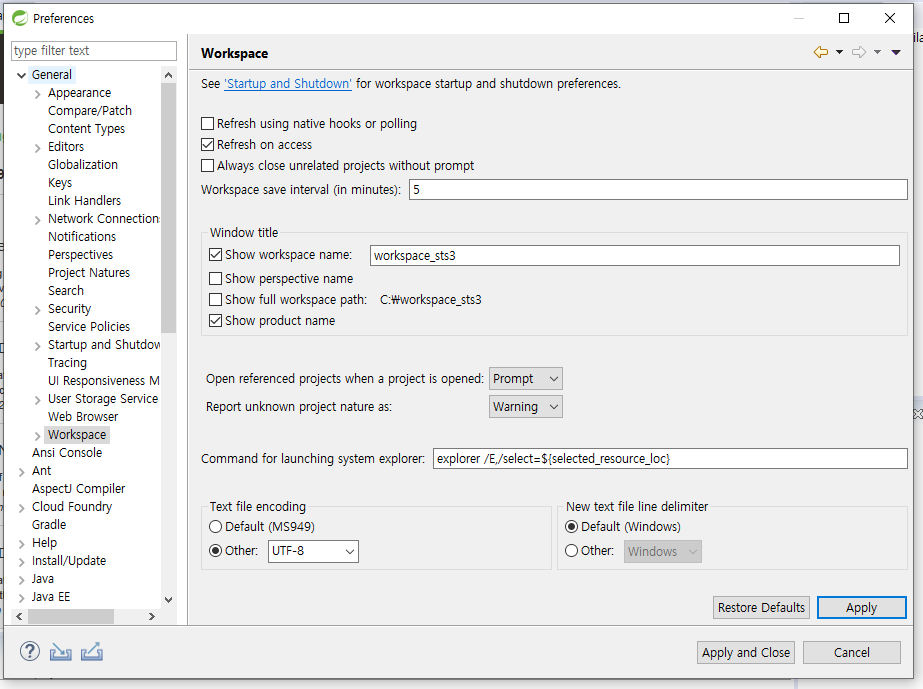 Preferences
type filter text
General
Appearance
Compare/Patch
Content Types
Editors
Globalization
Keys
Link Handlers
Network Connection
Notifications
Perspectives
Project Natures
Search
Security
Service Policies
Startup and Shutdow
Tracing
UI Responsiveness M
User Storage Service
Web Browser
Workspace
Ansi Console
Ant
AspectJ Compiler
Cloud Foundry
Gradle
Help
Install/Update
Java
Java EE
Workspace
See 'Startup and Shutdown' for workspace startup and shutdown preferences.
Refresh using native hooks or polling
Refresh on access
Always close unrelated projects without prompt
Workspace save interval (in minutes): 5
Window title
Show workspace name: workspace_sts3
Show perspective name
Show full workspace path: C:₩workspace_sts3
Show product name
Open referenced projects when a project is opened: Prompt
Report unknown project nature as: Warning
Command for launching system explorer: explorer /E,/select=${selected_resource_loc}
Text file encoding
Default (MS949)
Other: UTF-8
New text file line delimiter
Default (Windows)
Other: Windows
Restore Defaults Apply
Apply and Close Cancel